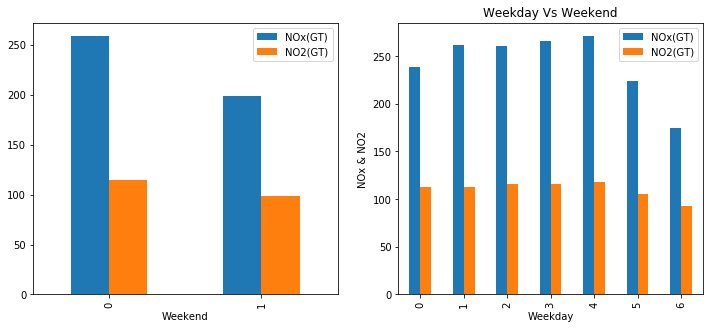 250
200
150
100
50
0
NOx(GT)
NO2(GT)
0
1
Weekend
Weekday Vs Weekend
NOx & NO2
250
200
150
100
50
0
NOx(GT)
NO2(GT)
0
1
2
3
4
5
6
Weekday